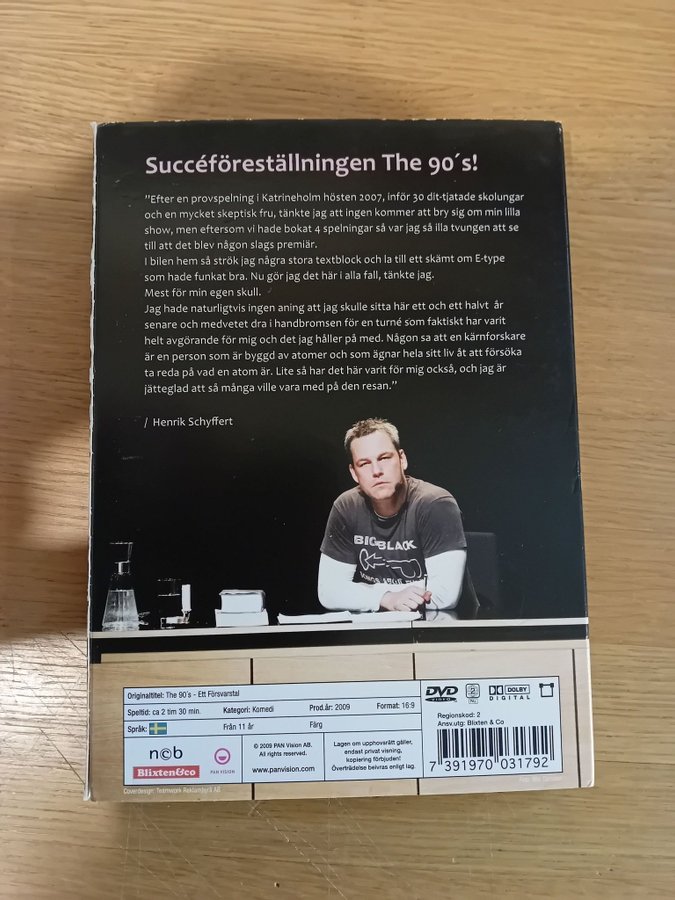 Succéföreställningen The 90´s!
"Efter en provspelning i Katrineholm hösten 2007, inför 30 dit-tjatade skolungar
och en mycket skeptisk fru, tänkte jag att ingen kommer att bry sig om min lilla
show, men eftersom vi hade bokat 4 spelningar så var jag så illa tvungen att se
till att det blev någon slags premiär.
I bilen hem så strök jag några stora textblock och la till ett skämt om E-type
som hade funkat bra. Nu gör jag det här i alla fall, tänkte jag.
Mest för min egen skull.
Jag hade naturligtvis ingen aning att jag skulle sitta här ett och ett halvt år
senare och medvetet dra i handbromsen för en turné som faktiskt har varit
helt avgörande för mig och det jag håller på med. Någon sa att en kärnforskare
är en person som är byggd av atomer och som ägnar hela sitt liv åt att försöka
ta reda på vad en atom är. Lite så har det här varit för mig också, och jag är
jätteglad att så många ville vara med på den resan."
/ Henrik Schyffert
BIG BLACK
Originaltitel: The 90´s - Ett Försvarstal
Speltid: ca 2 tim 30 min. Kategori: Komedi Prod.år: 2009 Format: 16:9
Språk: Från 11 år Färg
DVD VIDEO
2
DOLBY DIGITAL
Regionskod: 2
Ansv.utg: Blixten & Co
ncb
Blixten&co
PAN VISION
© 2009 PAN Vision AB.
All rights reserved.
www.panvision.com
Lagen om upphovsrätt gäller,
endast privat visning,
kopiering förbjuden!
Överträdelse beivras enligt lag.
7 391970 031792
Coverdesign: Teamwork Reklambyrå AB